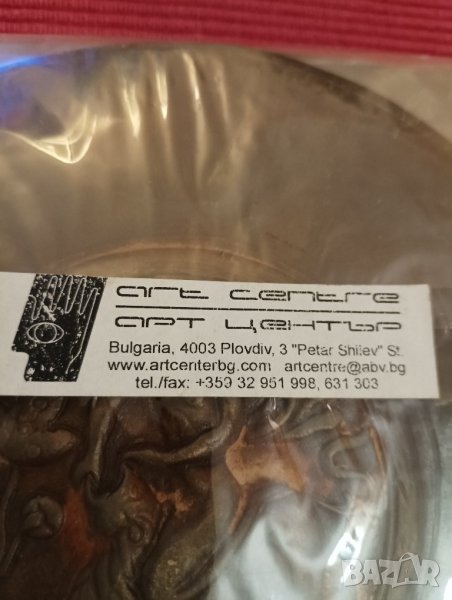 art centre
арт център
Bulgaria, 4003 Plovdiv, 3 "Petar Shilev" St.
www.artcenterbg.com artcentre@abv.bg
tel./fax: +359 32 951 998, 631 303
BAZAR